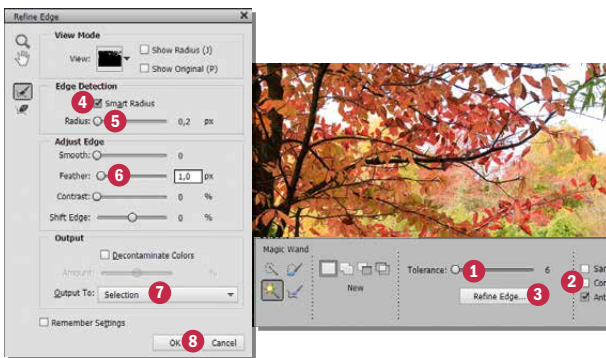 Refine Edge
View Mode
View:
Show Radius (J)
Show Original (P)
Edge Detection
4 Smart Radius
Radius: 5 0,2 px
Adjust Edge
Smooth: 0
Feather: 6 1,0 px
Contrast: 0 %
Shift Edge: 0 %
Output
Decontaminate Colors
Amount: %
Output To: Selection 7
Remember Settings
OK 8 Cancel
Magic Wand
New
Tolerance: 1 6
Refine Edge... 3
2